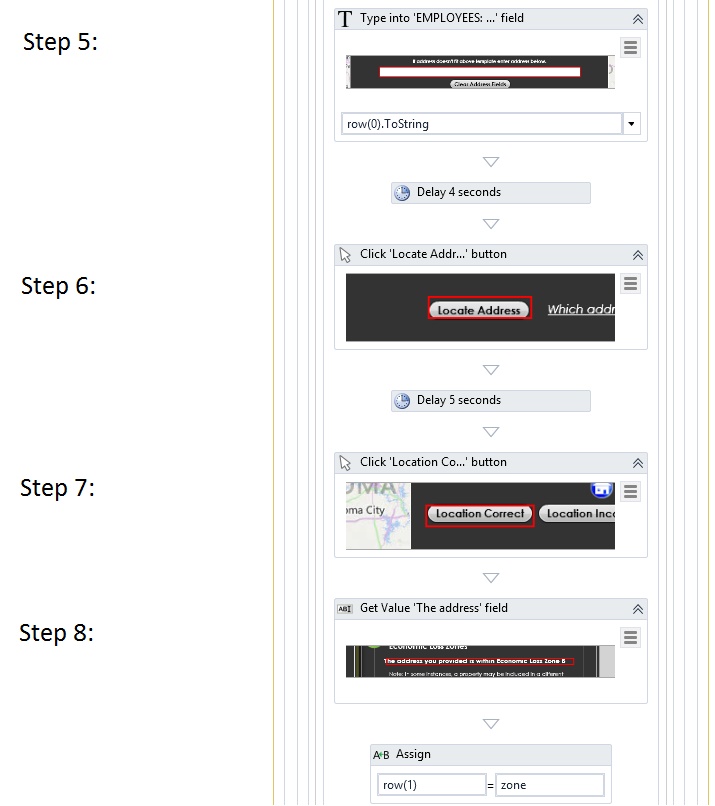 Step 5:
T Type into 'EMPLOYEES: ...' field
If address doesn't fit above template enter address below.
Clear Address Fields
row(0).ToString
Delay 4 seconds
Step 6:
Click 'Locate Addr...' button
Locate Address Which addr
Delay 5 seconds
Step 7:
Click 'Location Co...' button
OMA
oma City
Location Correct Location Inco
Step 8:
ABI Get Value 'The address' field
Economic Loss Zones
The address you provided is within Economic Loss Zone B
Note: In some instances, a property may be included in a different
A+B Assign
row(1) = zone